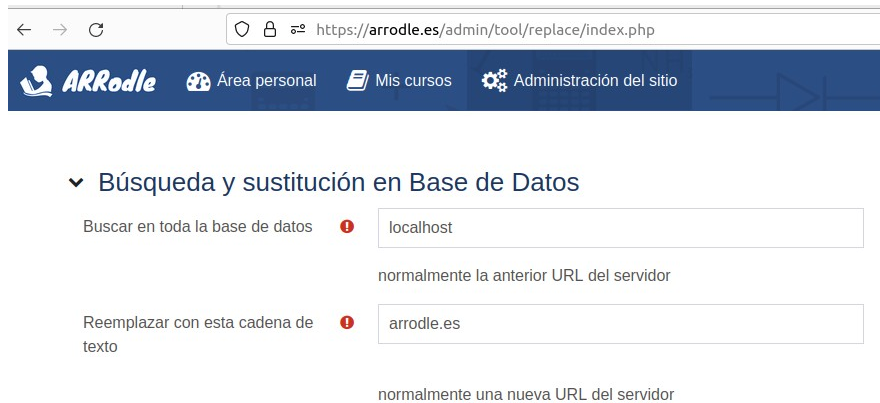 https://arrodle.es/admin/tool/replace/index.php
ARRodle Área personal Mis cursos Administración del sitio
Búsqueda y sustitución en Base de Datos
Buscar en toda la base de datos localhost
normalmente la anterior URL del servidor
Reemplazar con esta cadena de arrodle.es
texto
normalmente una nueva URL del servidor